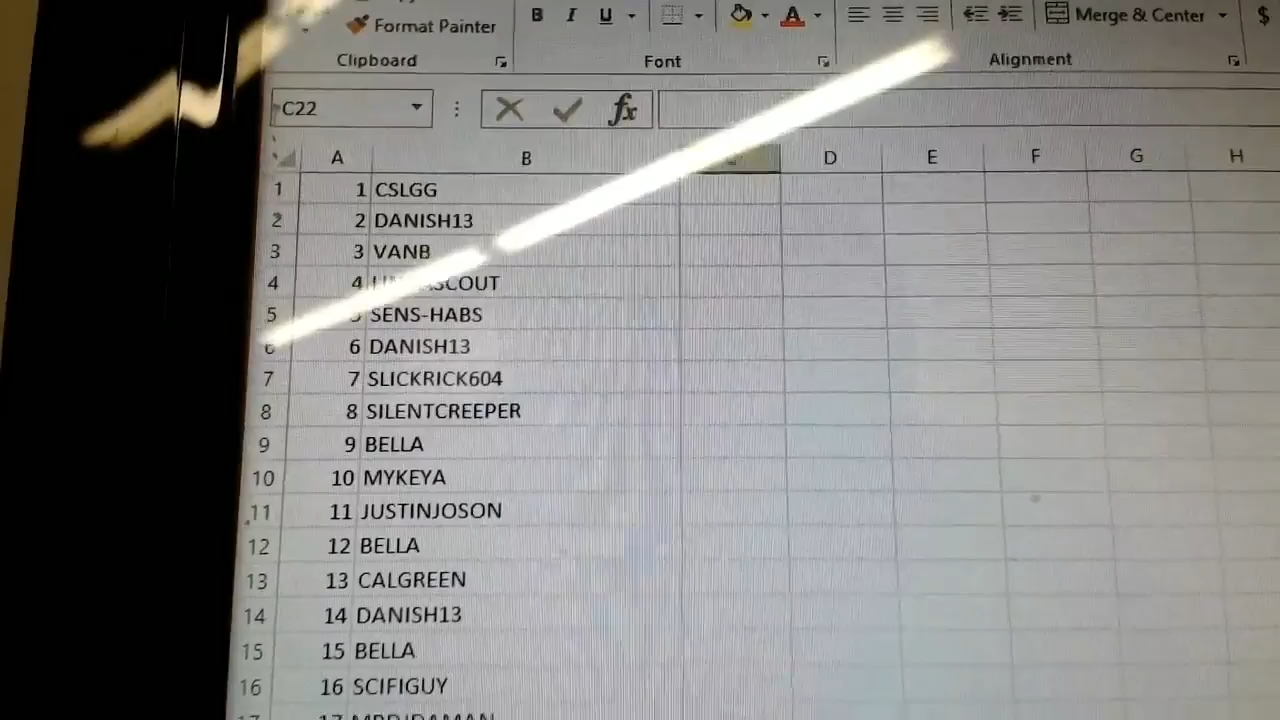 Format Painter B I U A Merge & Center $
Clipboard Font Alignment
C22 fx
A B D E F G H
1 1 CSLGG
2 2 DANISH13
3 3 VANB
4 4
5 SENS-HABS
6 6 DANISH13
7 7 SLICKRICK604
8 8 SILENTCREEPER
9 9 BELLA
10 10 MYKEYA
11 11 JUSTINJOSON
12 12 BELLA
13 13 CALGREEN
14 14 DANISH13
15 15 BELLA
16 16 SCIFIGUY
17 17